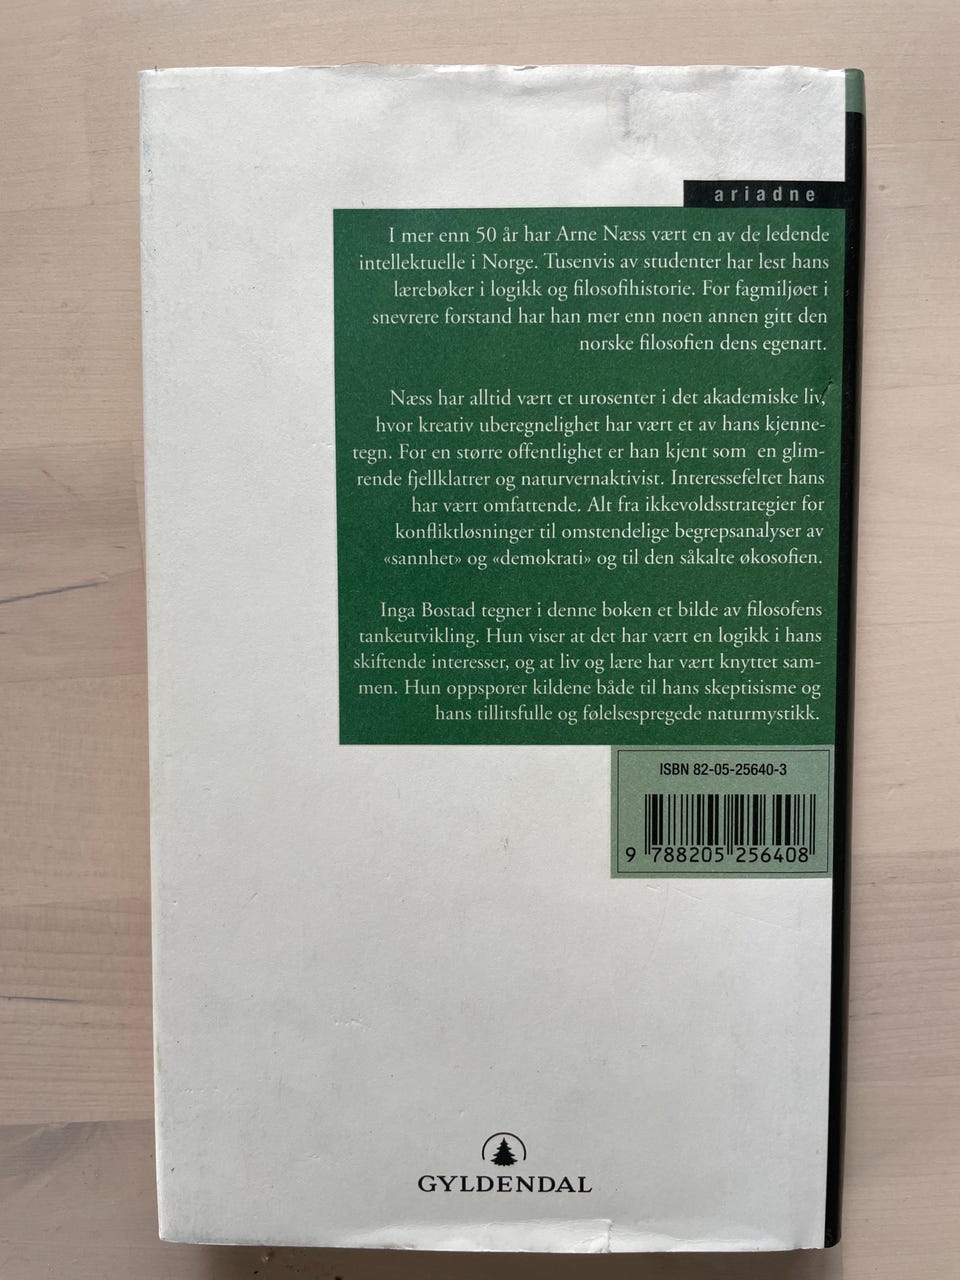 ariadne
I mer enn 50 år har Arne Næss vært en av de ledende
intellektuelle i Norge. Tusenvis av studenter har lest hans
lærebøker i logikk og filosofihistorie. For fagmiljøet i
snevrere forstand har han mer enn noen annen gitt den
norske filosofien dens egenart.
Næss har alltid vært et urosenter i det akademiske liv,
hvor kreativ uberegnelighet har vært et av hans kjenne-
tegn. For en større offentlighet er han kjent som en glim-
rende fjellklatrer og naturvernaktivist. Interessefeltet hans
har vært omfattende. Alt fra ikkevoldsstrategier for
konfliktløsninger til omstendelige begrepsanalyser av
«sannhet» og «demokrati» og til den såkalte økosofien.
Inga Bostad tegner i denne boken et bilde av filosofens
tankeutvikling. Hun viser at det har vært en logikk i hans
skiftende interesser, og at liv og lære har vært knyttet sam-
men. Hun oppsporer kildene både til hans skeptisisme og
hans tillitsfulle og følelsespregede naturmystikk.
ISBN 82-05-25640-3
9 788205 256408
GYLDENDAL